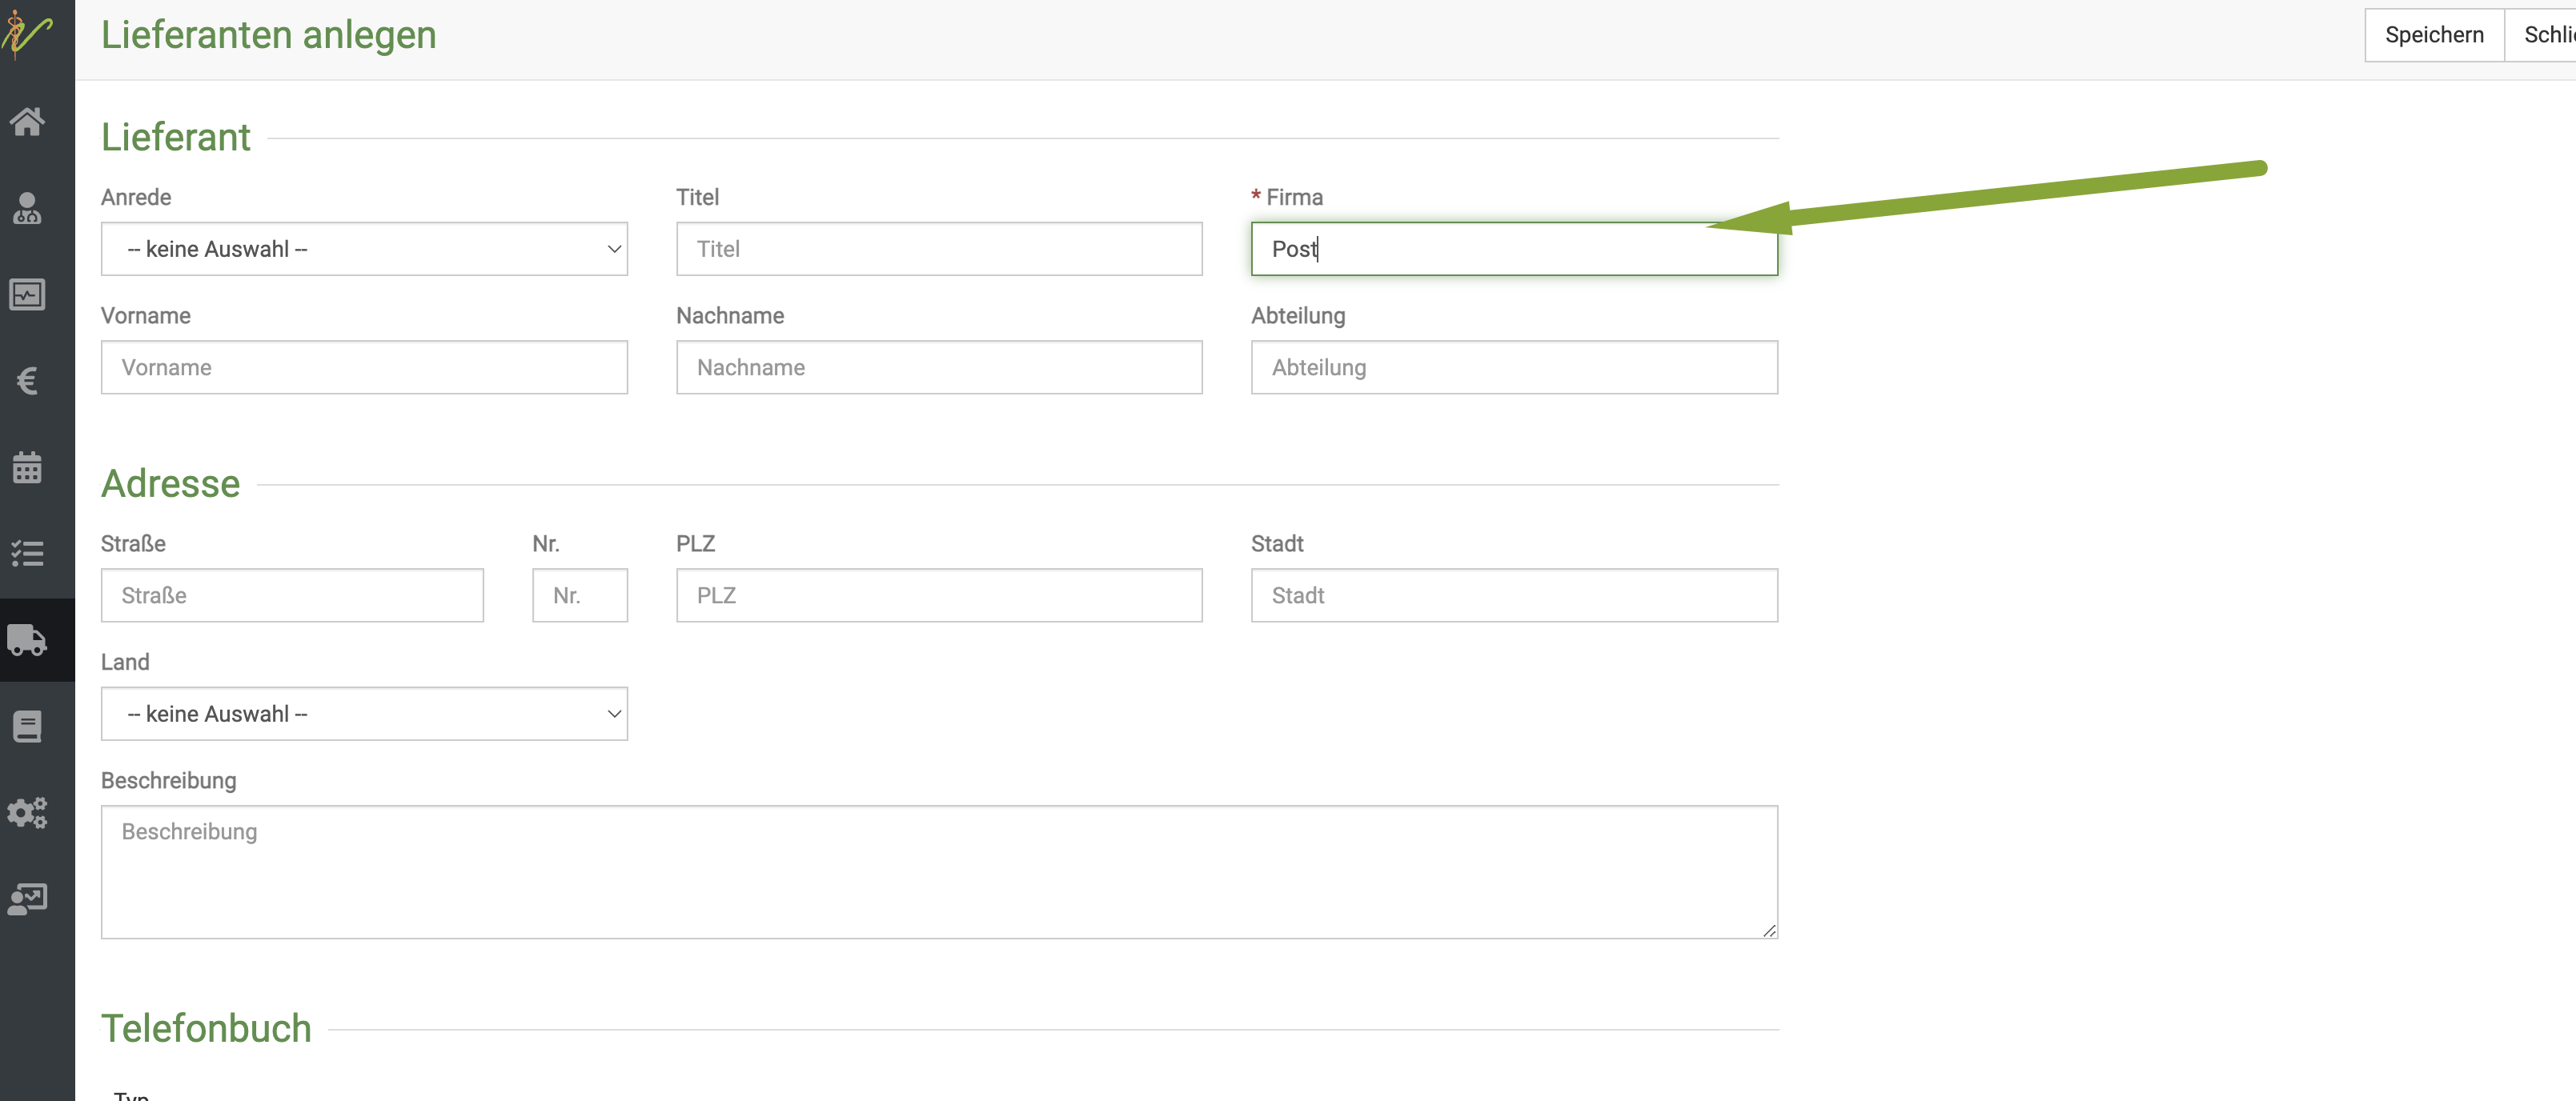 Lieferanten anlegen
Speichern
Schli
Lieferant
Anrede
Titel
* Firma
-- keine Auswahl --
Titel
Post
Vorname
Nachname
Abteilung
Vorname
Nachname
Abteilung
Adresse
Straße
Nr.
PLZ
Stadt
Straße
Nr.
PLZ
Stadt
Land
-- keine Auswahl --
Beschreibung
Beschreibung
Telefonbuch
Typ